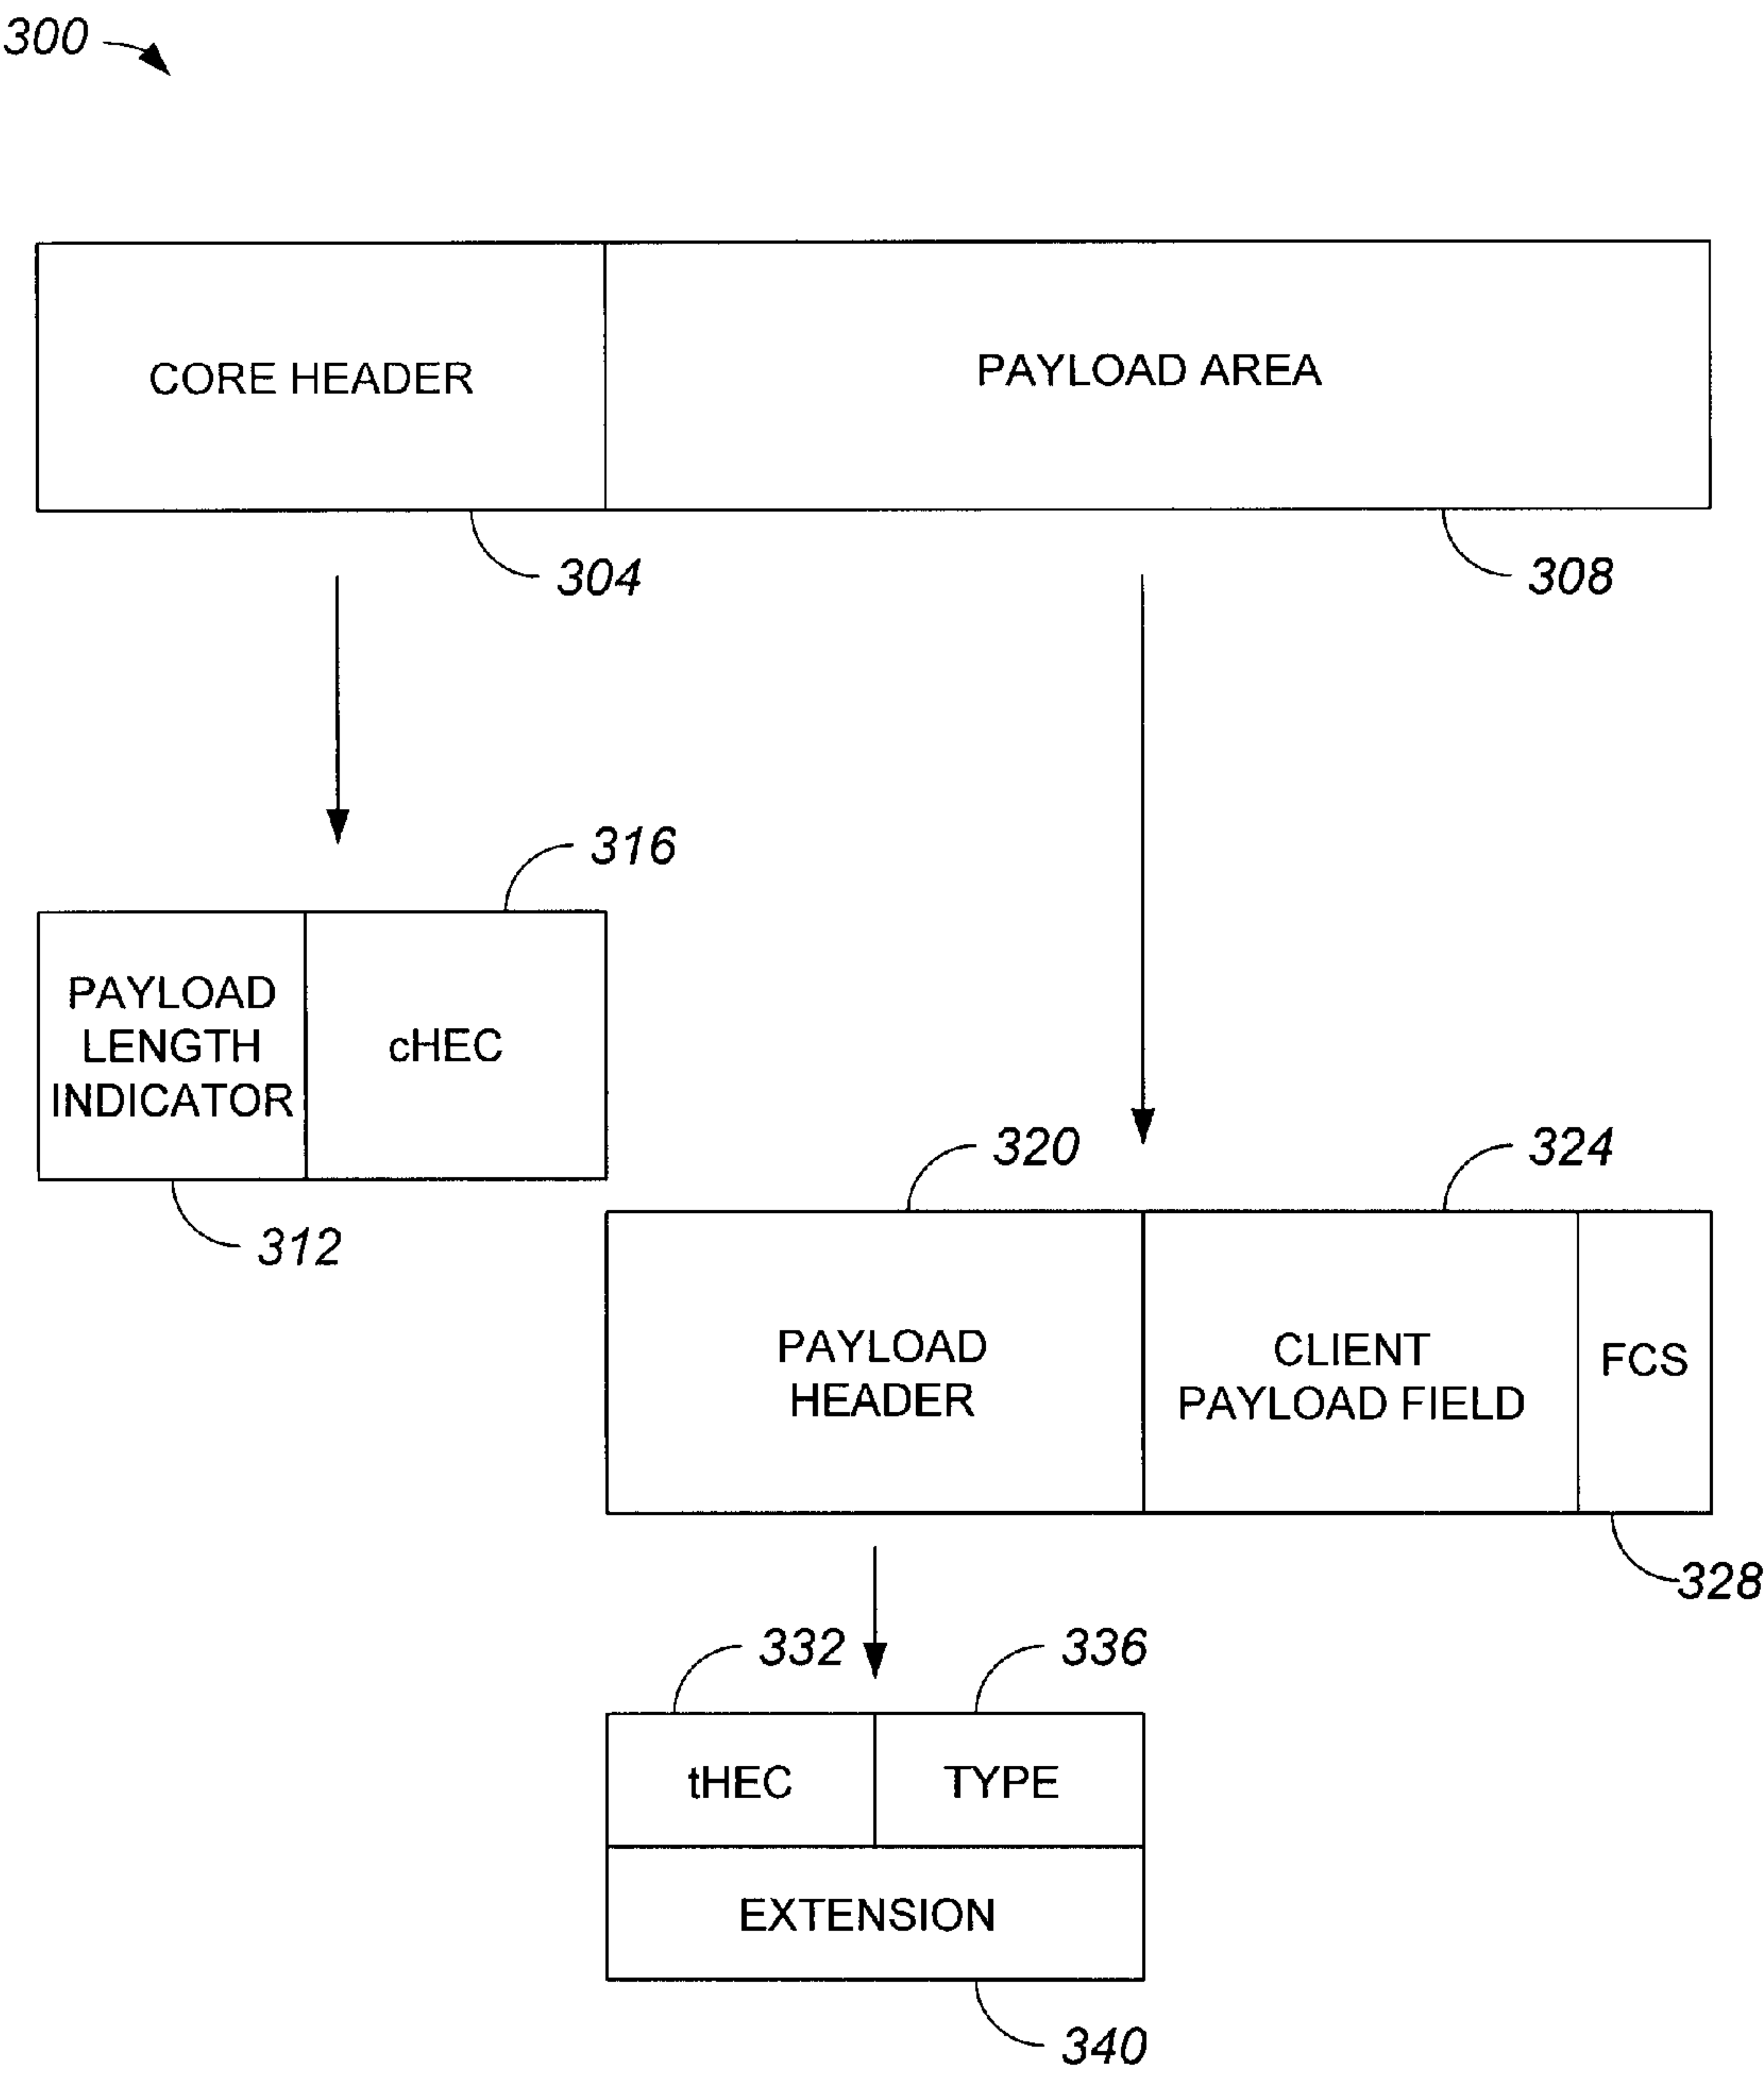 300
CORE HEADER
PAYLOAD AREA
304
308
316
PAYLOAD
LENGTH
INDICATOR
cHEC
312
320
324
PAYLOAD
HEADER
CLIENT
PAYLOAD FIELD
FCS
328
332
336
tHEC
TYPE
EXTENSION
340